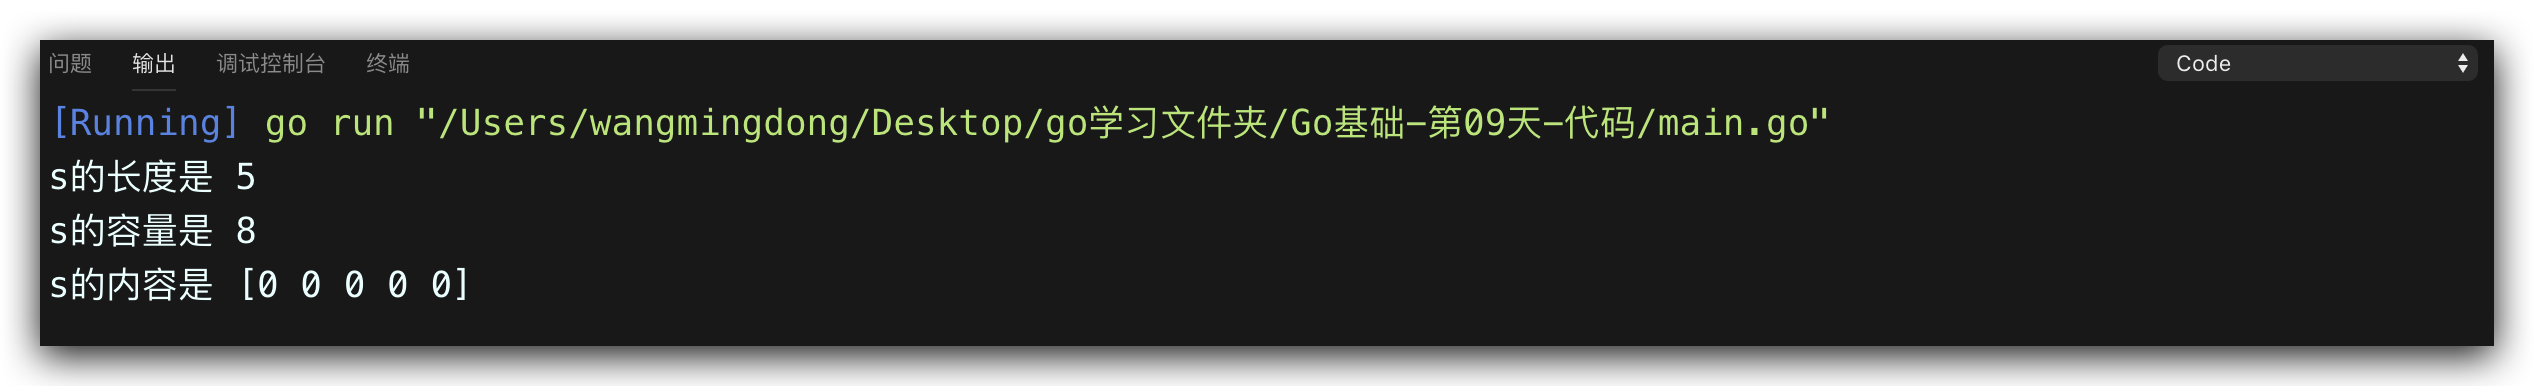 问题 输出 调试控制台 终端 Code
[Running] go run "/Users/wangmingdong/Desktop/go学习文件夹/Go基础-第09天-代码/main.go"
s的长度是 5
s的容量是 8
s的内容是 [0 0 0 0 0]